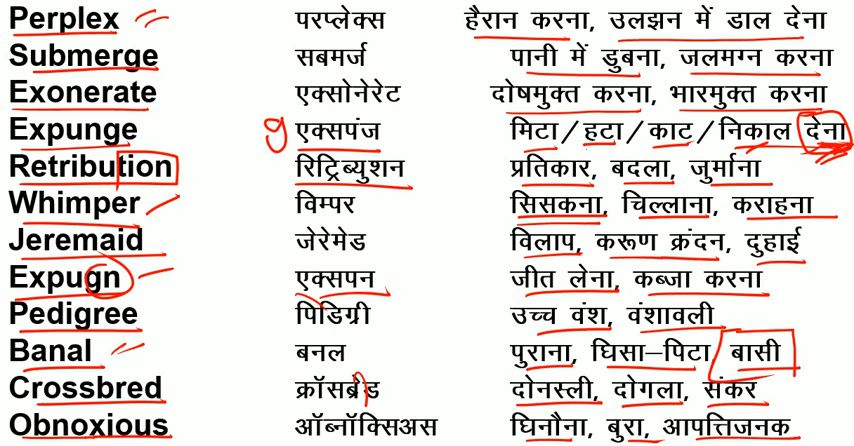 Perplex परप्लेक्स हैरान करना, उलझन में डाल देना
Submerge सबमर्ज पानी में डुबना, जलमग्न करना
Exonerate एक्सोनेरेट दोषमुक्त करना, भारमुक्त करना
Expunge g एक्सपंज मिटा/हटा/काट/निकाल देना
Retribution रिट्रिब्युशन प्रतिकार, बदला, जुर्माना
Whimper विम्पर सिसकना, चिल्लाना, कराहना
Jeremaid जेरेमेड विलाप, करूण क्रंदन, दुहाई
Expugn एक्सपन जीत लेना, कब्जा करना
Pedigree पिडिग्री उच्च वंश, वंशावली
Banal बनल पुराना, घिसा–पिटा बासी
Crossbred क्रॉसब्रेड दोनस्ली, दोगला, संकर
Obnoxious ऑब्नॉक्सिअस घिनौना, बुरा, आपत्तिजनक